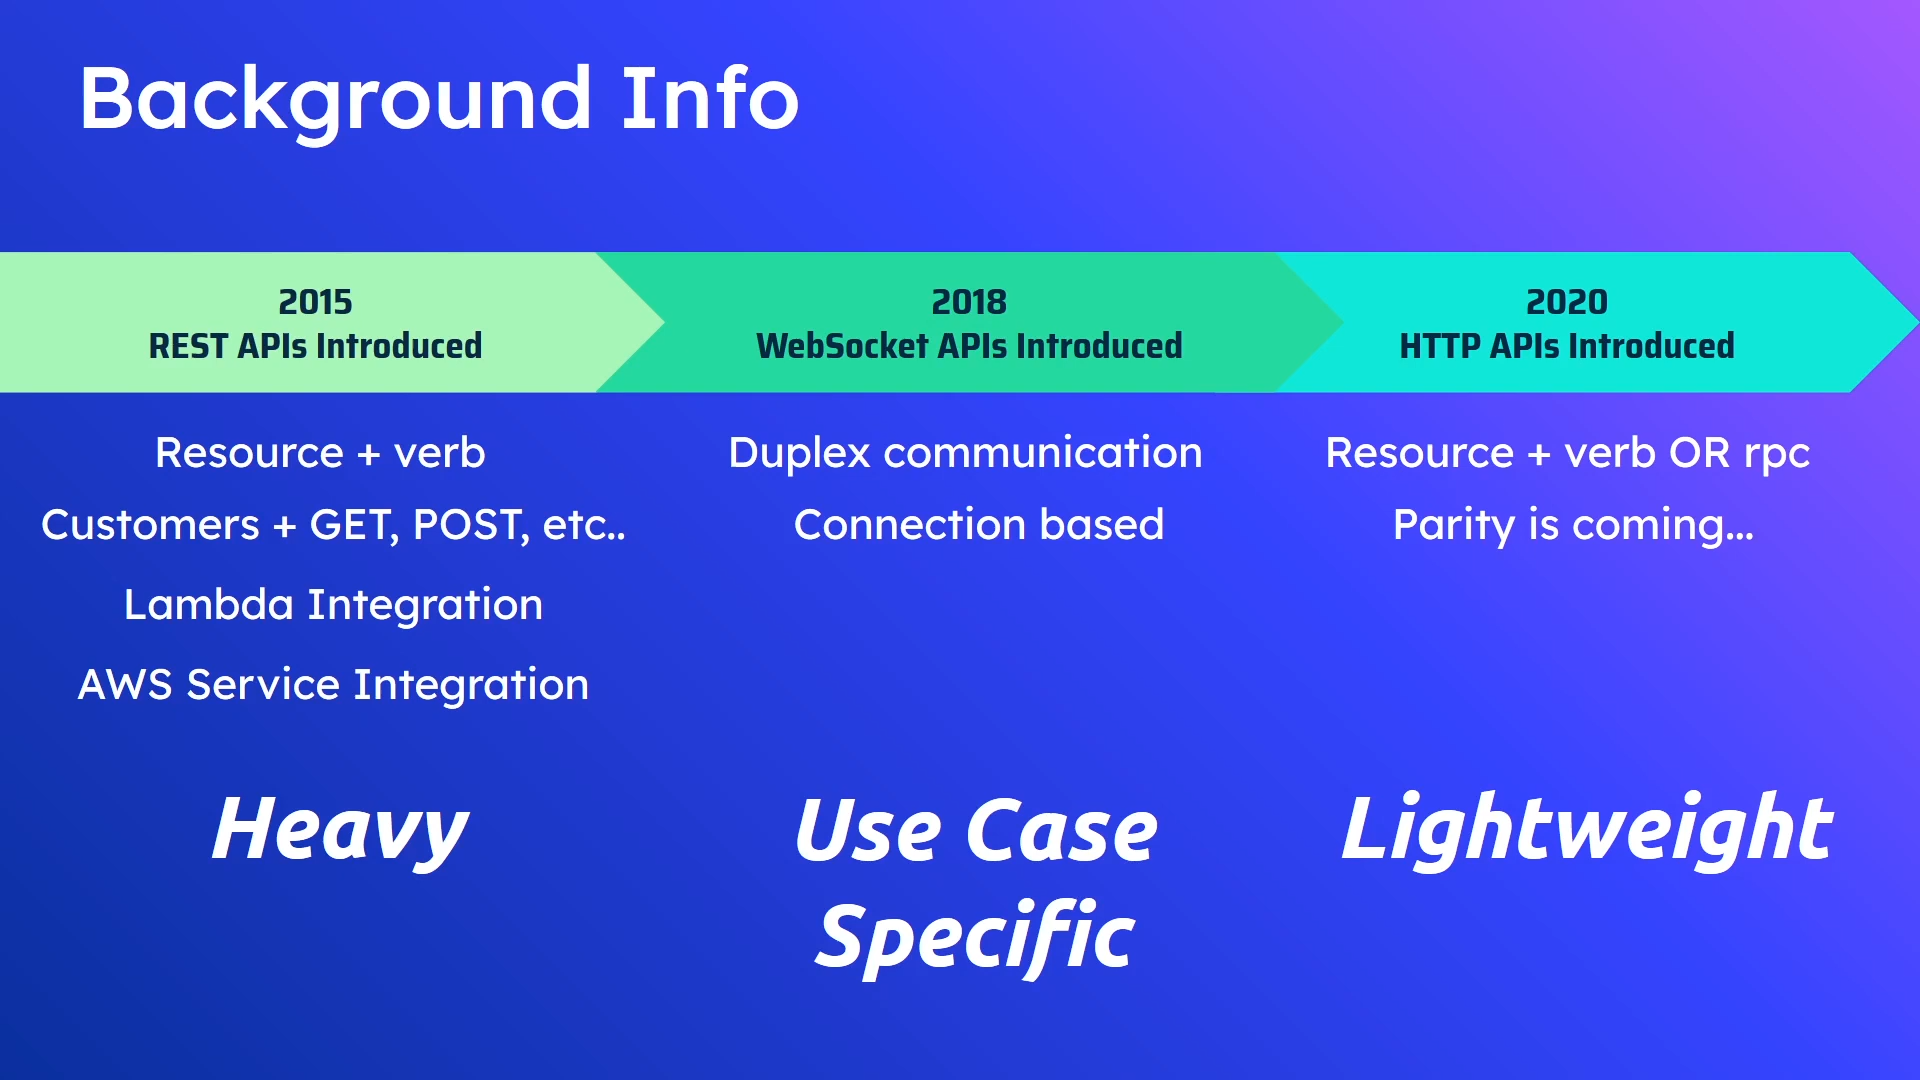 Background Info
2015
REST APIs Introduced
2018
WebSocket APIs Introduced
2020
HTTP APIs Introduced
Resource + verb
Customers + GET, POST, etc..
Lambda Integration
AWS Service Integration
Heavy
Duplex communication
Connection based
Use Case
Specific
Resource + verb OR rpc
Parity is coming...
Lightweight